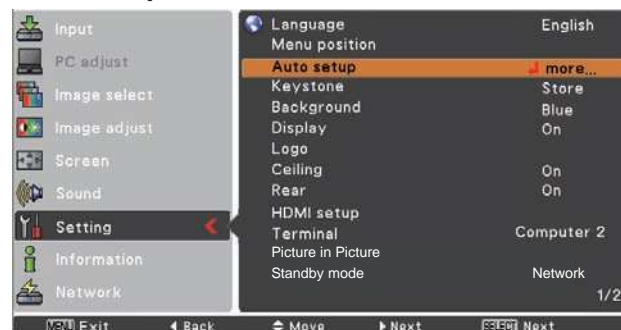 Input
PC adjust
Image select
Image adjust
Screen
Sound
Setting
Information
Network
Language English
Menu position
Auto setup more...
Keystone Store
Background Blue
Display On
Logo
Ceiling On
Rear On
HDMI setup
Terminal Computer 2
Picture in Picture
Standby mode Network
1/2
MENU Exit Back Move Next SELECT Next